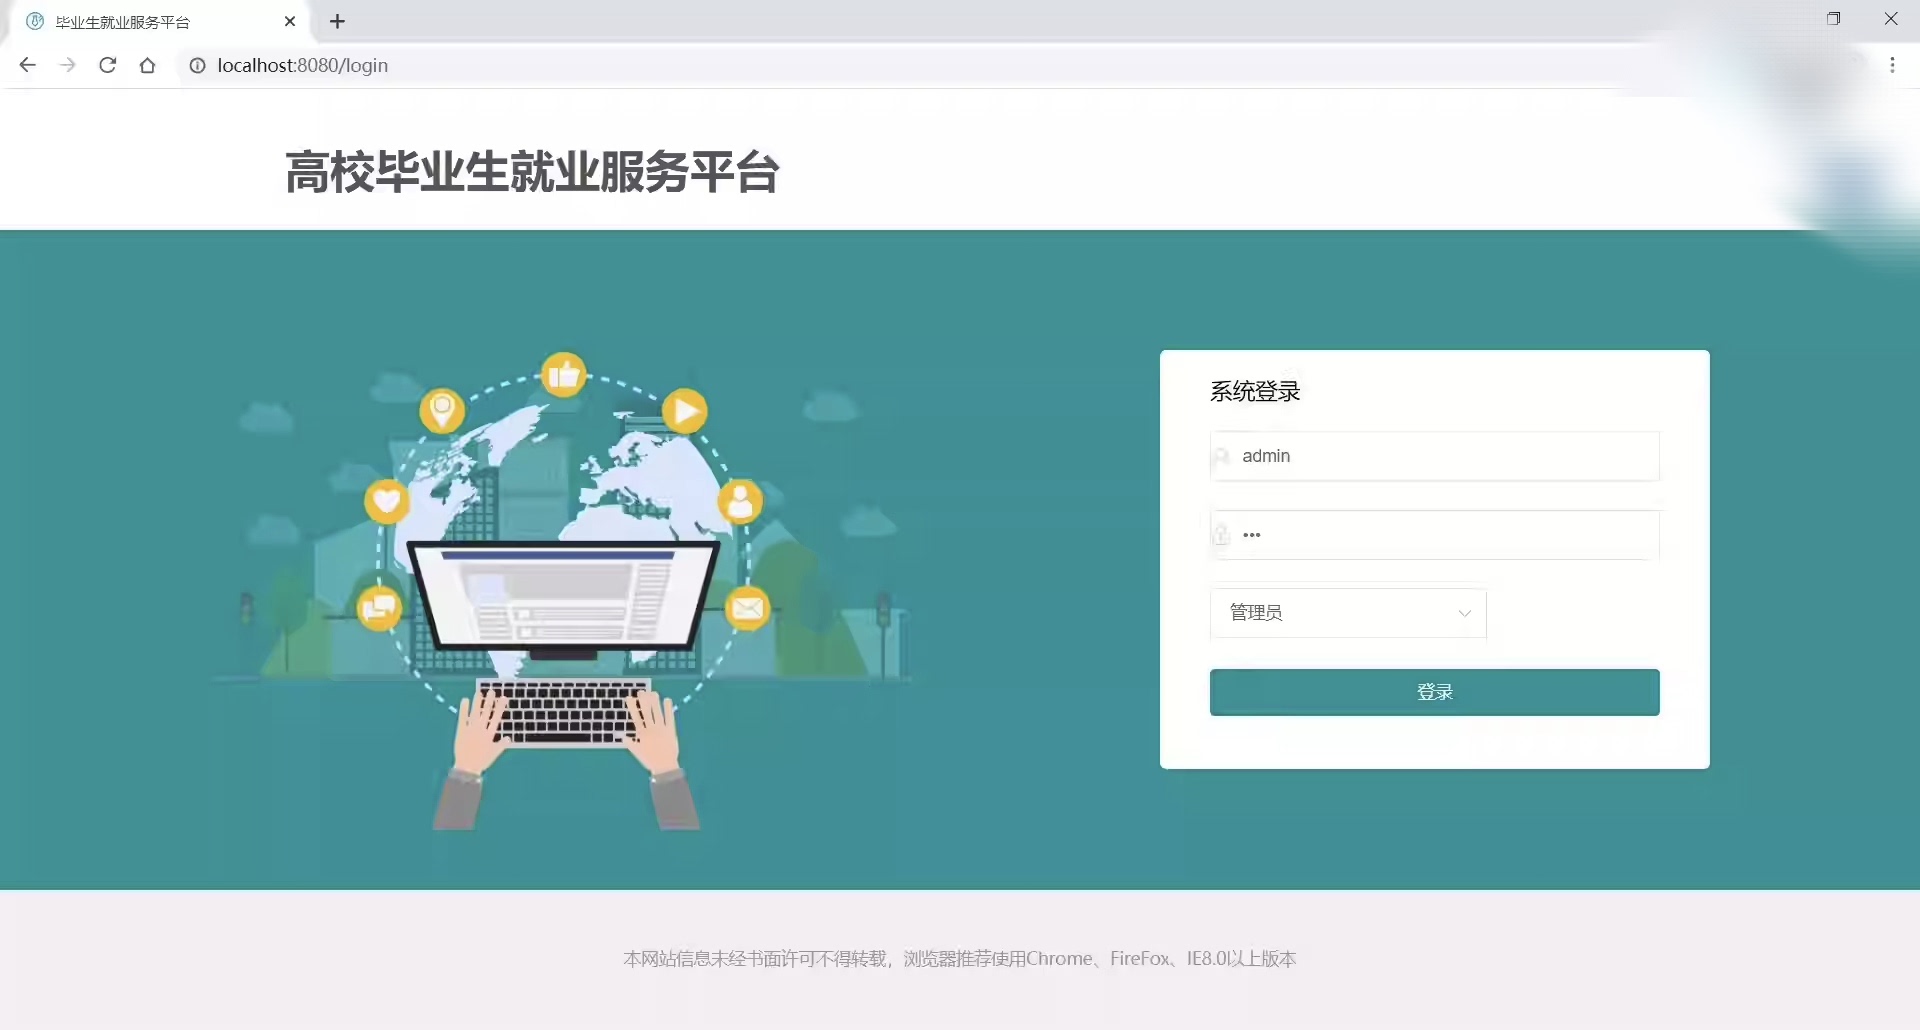 毕业生就业服务平台
localhost:8080/login
高校毕业生就业服务平台
系统登录
admin
•••
管理员
登录
本网站信息未经书面许可不得转载，浏览器推荐使用Chrome、FireFox、IE8.0以上版本